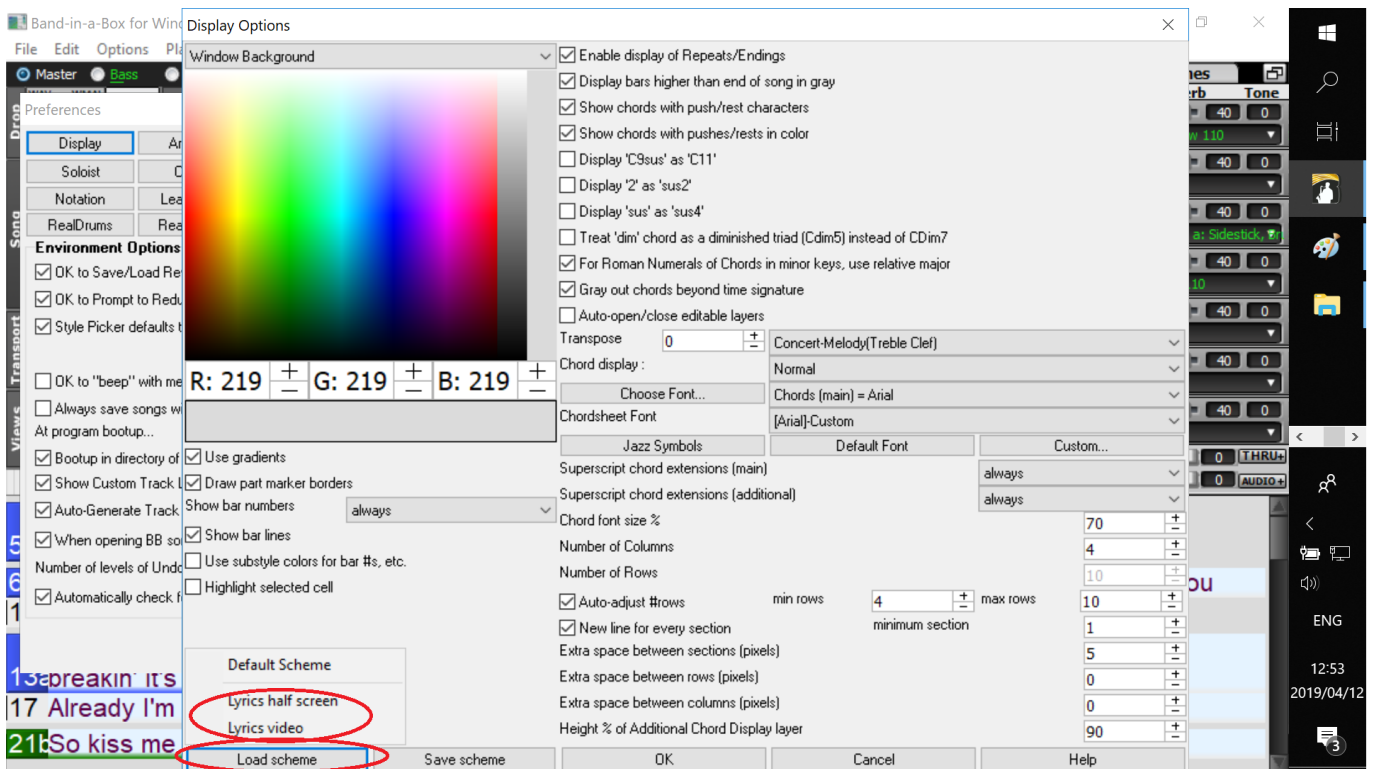 Band-in-a-Box for Wind
Display Options
File Edit Options Pla
Master Bass
Preferences
Display Ar
Soloist C
Notation Lea
RealDrums Rea
Environment Options
OK to Save/Load Re
OK to Prompt to Redu
Style Picker defaults t
OK to "beep" with me
Always save songs w
At program bootup...
Bootup in directory of
Show Custom Track L
Auto-Generate Track
When opening BB so
Number of levels of Undo
Automatically check f
Drop
Song
Transport
Views
Window Background
R: 219 G: 219 B: 219
Use gradients
Draw part marker borders
Show bar numbers always
Show bar lines
Use substyle colors for bar #s, etc.
Highlight selected cell
Default Scheme
Lyrics half screen
Lyrics video
Load scheme Save scheme OK Cancel Help
Enable display of Repeats/Endings
Display bars higher than end of song in gray
Show chords with push/rest characters
Show chords with pushes/rests in color
Display 'C9sus' as 'C11'
Display '2' as 'sus2'
Display 'sus' as 'sus4'
Treat 'dim' chord as a diminished triad (Cdim5) instead of CDim7
For Roman Numerals of Chords in minor keys, use relative major
Gray out chords beyond time signature
Auto-open/close editable layers
Transpose 0 Concert-Melody(Treble Clef)
Chord display : Normal
Choose Font... Chords (main) = Arial
Chordsheet Font [Arial]-Custom
Jazz Symbols Default Font Custom...
Superscript chord extensions (main) always
Superscript chord extensions (additional) always
Chord font size % 70
Number of Columns 4
Number of Rows 10
Auto-adjust #rows min rows 4 max rows 10
New line for every section minimum section 1
Extra space between sections (pixels) 5
Extra space between rows (pixels) 0
Extra space between columns (pixels) 0
Height % of Additional Chord Display layer 90
nes
rb Tone
40 0
w 110
40 0
40 0
a: Sidestick, Br
40 0
10
40 0
40 0
40 0
0 THRU+
0 AUDIO+
5
6 ou
1
13a breakin' it's
17 Already I'm
21b So kiss me
ENG
12:53
2019/04/12
3